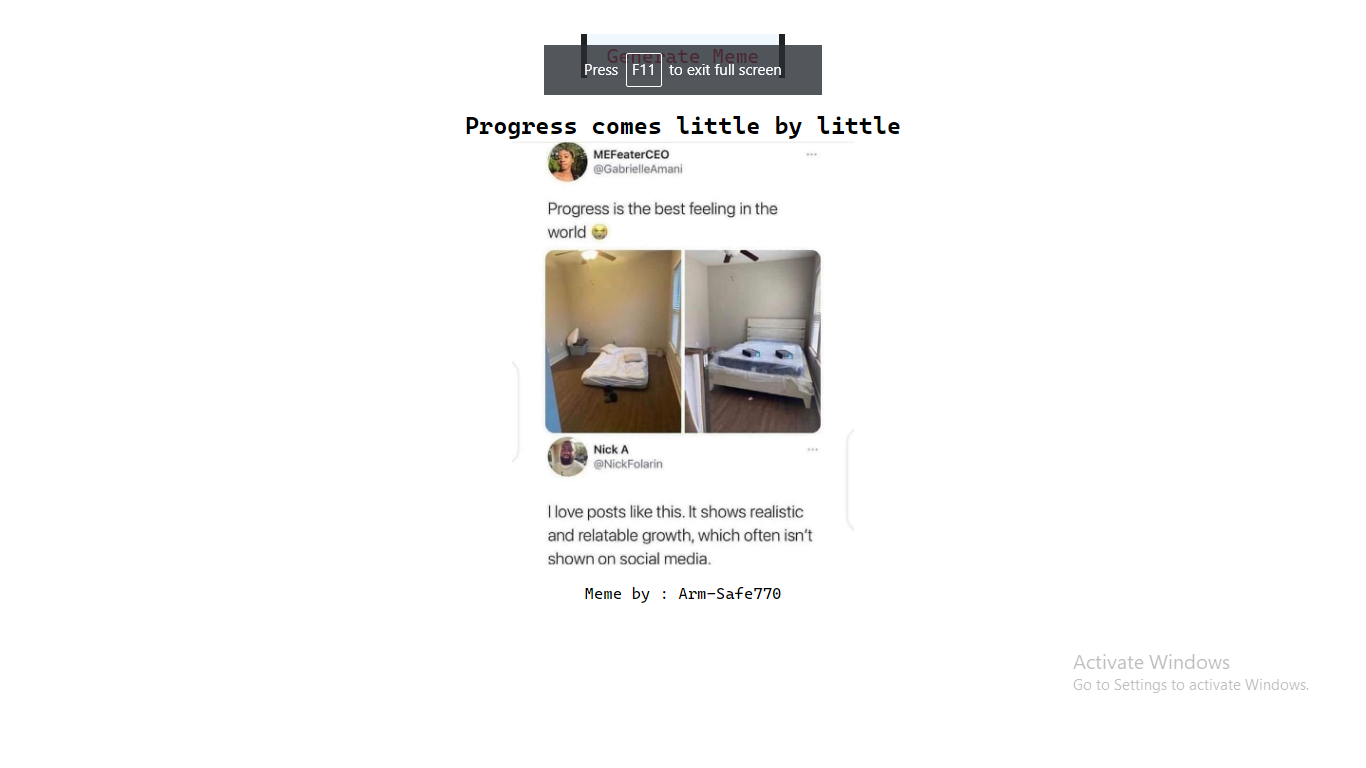 Generate Meme
Press F11 to exit full screen
Progress comes little by little
MEFeaterCEO
@GabrielleAmani
Progress is the best feeling in the
world 😭
Nick A
@NickFolarin
I love posts like this. It shows realistic
and relatable growth, which often isn't
shown on social media.
Meme by : Arm-Safe770
Activate Windows
Go to Settings to activate Windows.